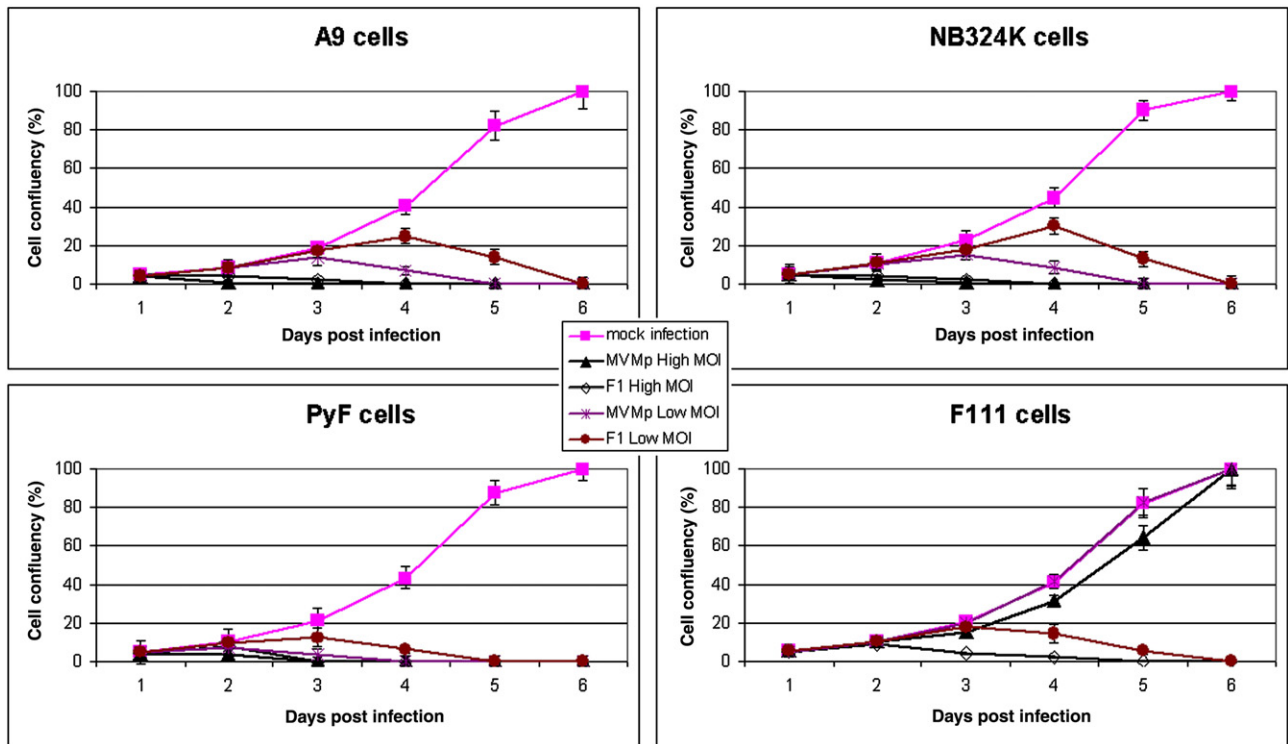 A9 cells
Cell confluency (%)
100
80
60
40
20
0
1 2 3 4 5 6
Days post infection
NB324K cells
Cell confluency (%)
100
80
60
40
20
0
1 2 3 4 5 6
Days post infection
mock infection
MVMp High MOI
F1 High MOI
MVMp Low MOI
F1 Low MOI
PyF cells
Cell confluency (%)
100
80
60
40
20
0
1 2 3 4 5 6
Days post infection
F111 cells
Cell confluency (%)
100
80
60
40
20
0
1 2 3 4 5 6
Days post infection